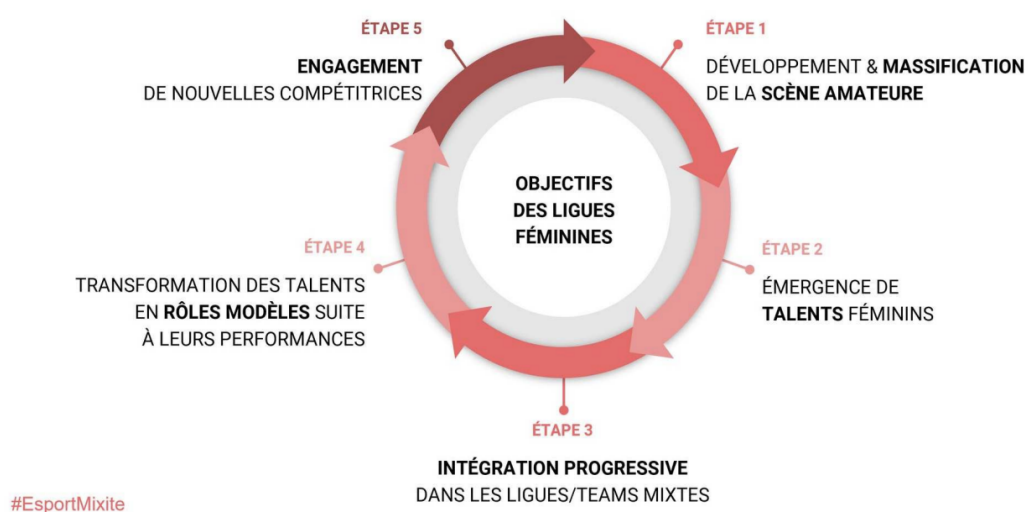 OBJECTIFS
DES LIGUES
FÉMININES
ÉTAPE 1
DÉVELOPPEMENT & MASSIFICATION
DE LA SCÈNE AMATEURE
ÉTAPE 2
ÉMERGENCE DE
TALENTS FÉMININS
ÉTAPE 3
INTÉGRATION PROGRESSIVE
DANS LES LIGUES/TEAMS MIXTES
ÉTAPE 4
TRANSFORMATION DES TALENTS
EN RÔLES MODÈLES SUITE
À LEURS PERFORMANCES
ÉTAPE 5
ENGAGEMENT
DE NOUVELLES COMPÉTITRICES
#EsportMixite